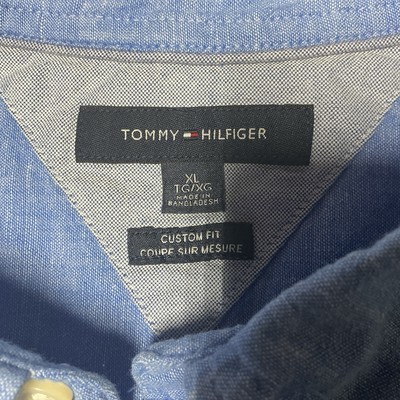 TOMMY HILFIGER
XL
TG/XG
MADE IN
BANGLADESH
CUSTOM FIT
COUPE SUR MESURE